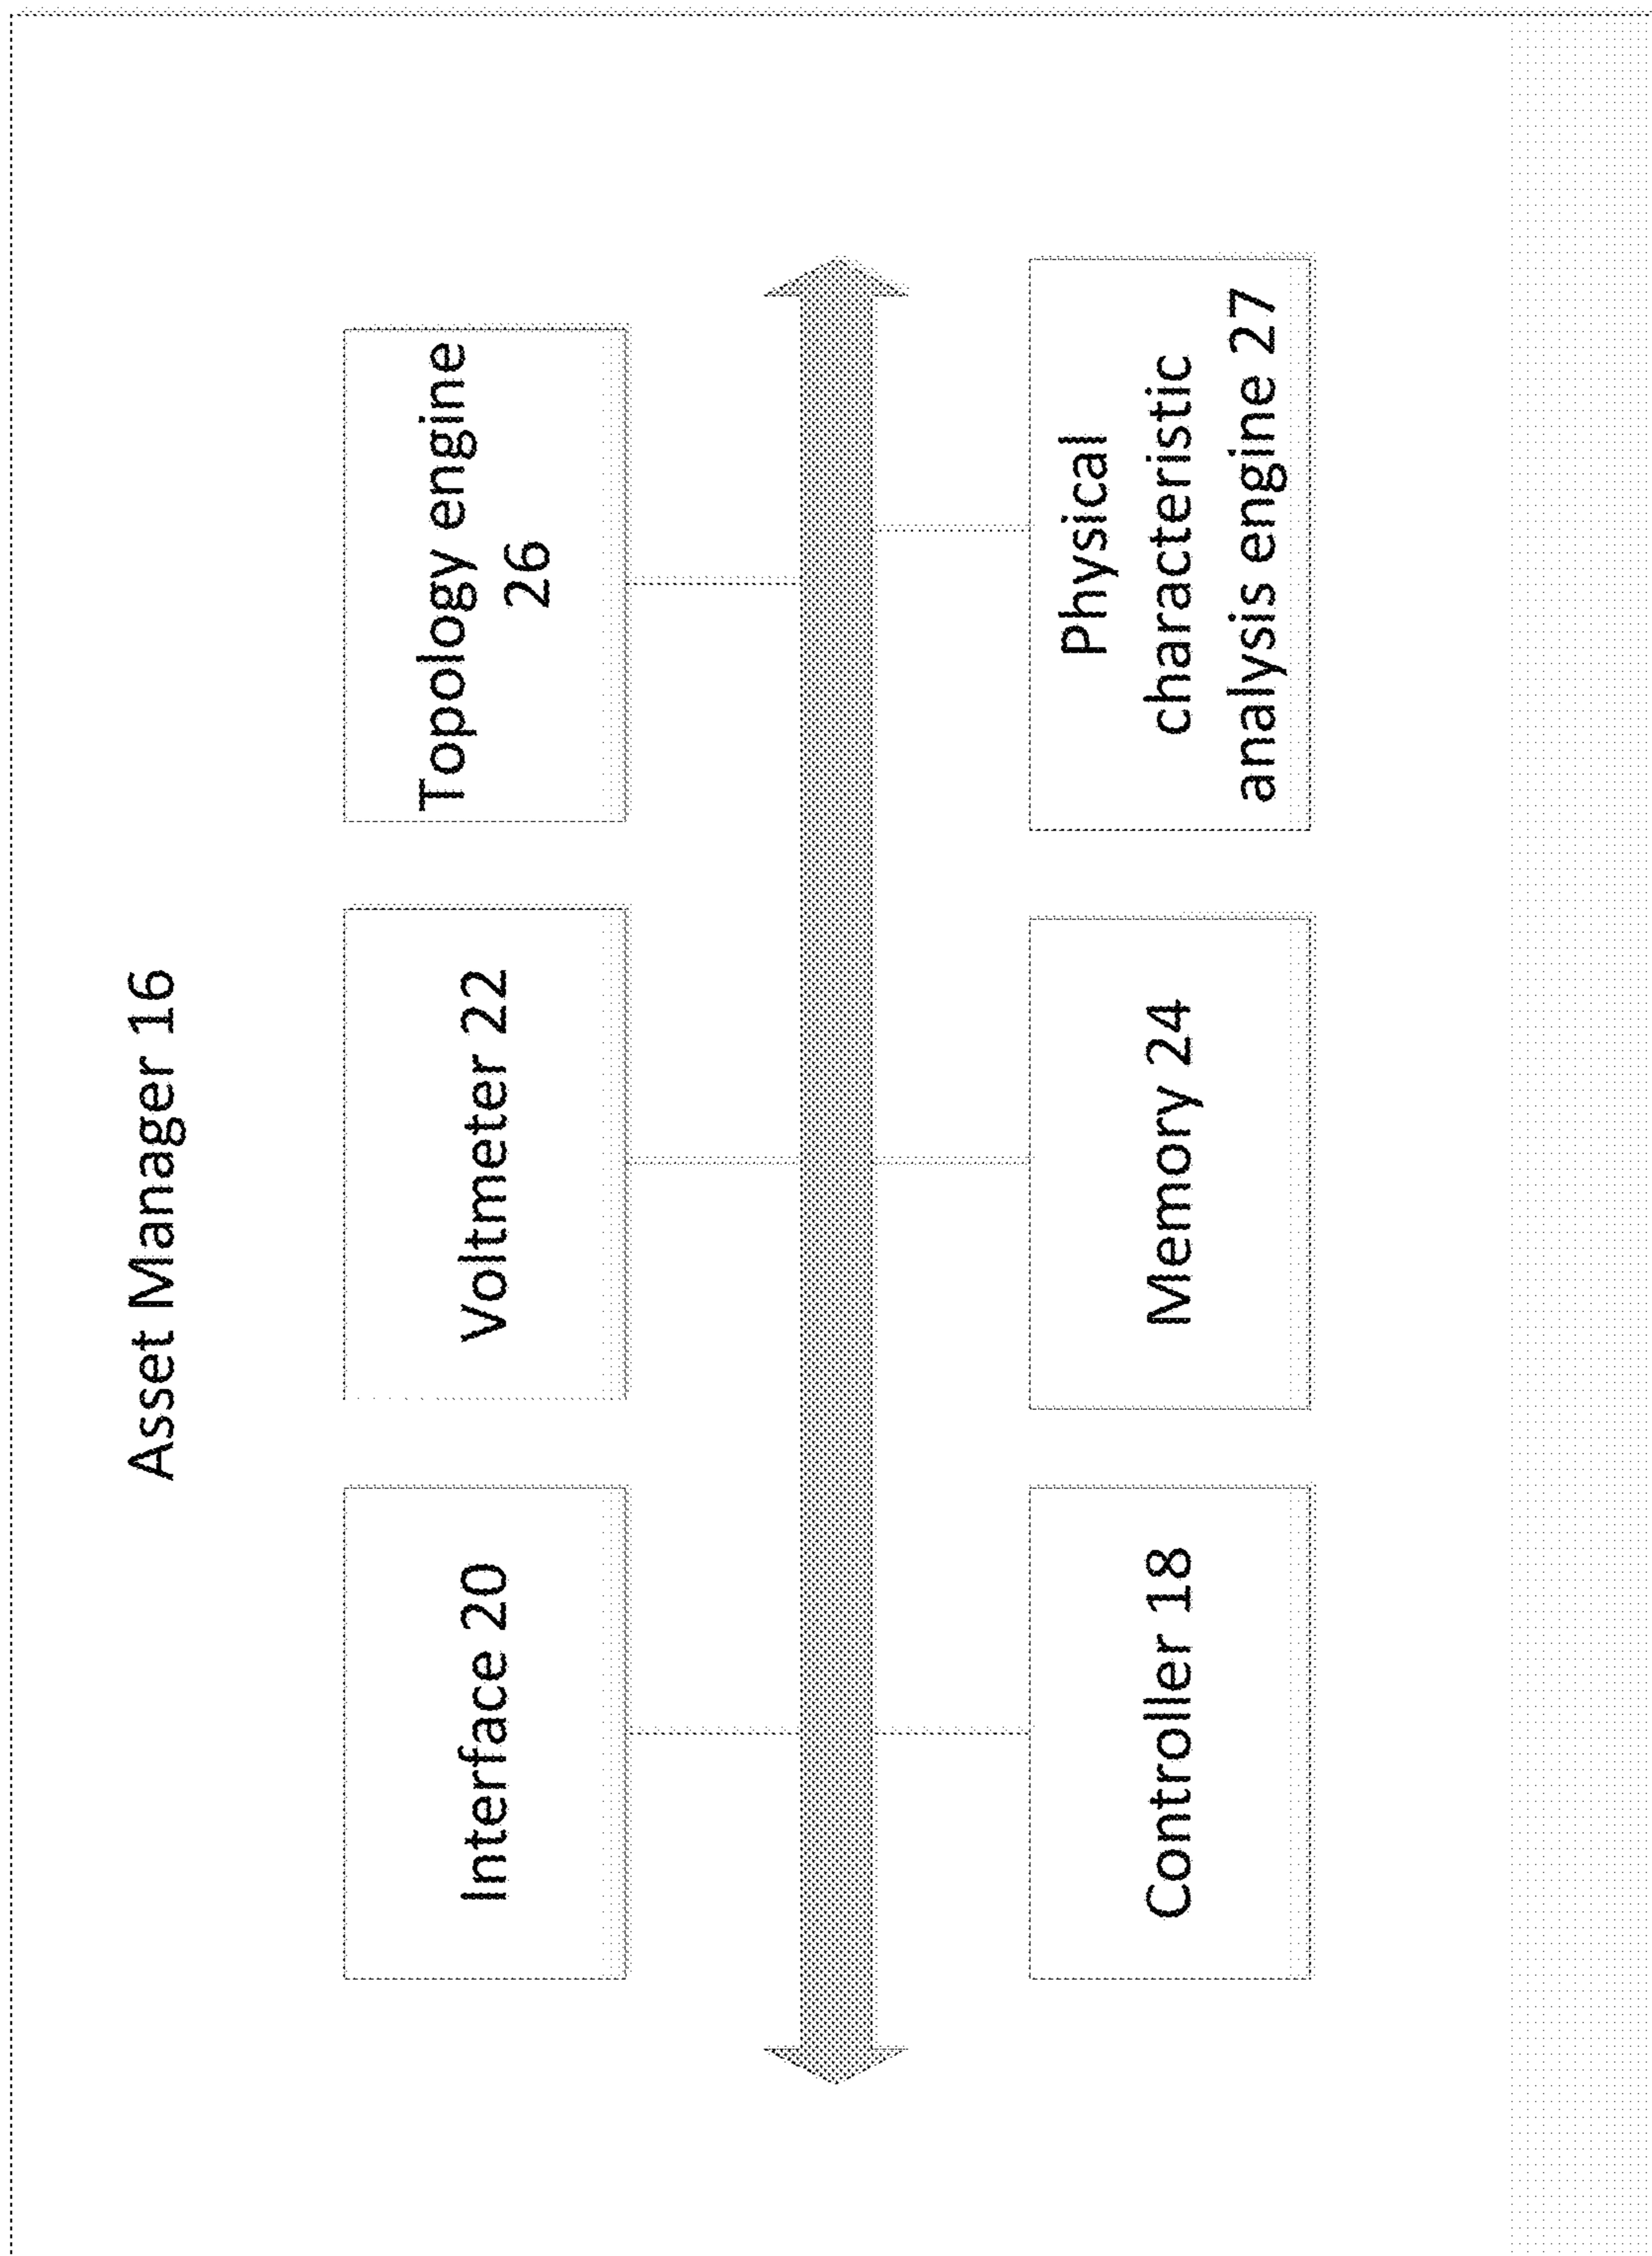 Asset Manager 16
Interface 20
Voltmeter 22
Topology engine
26
Controller 18
Memory 24
Physical
characteristic
analysis engine 27